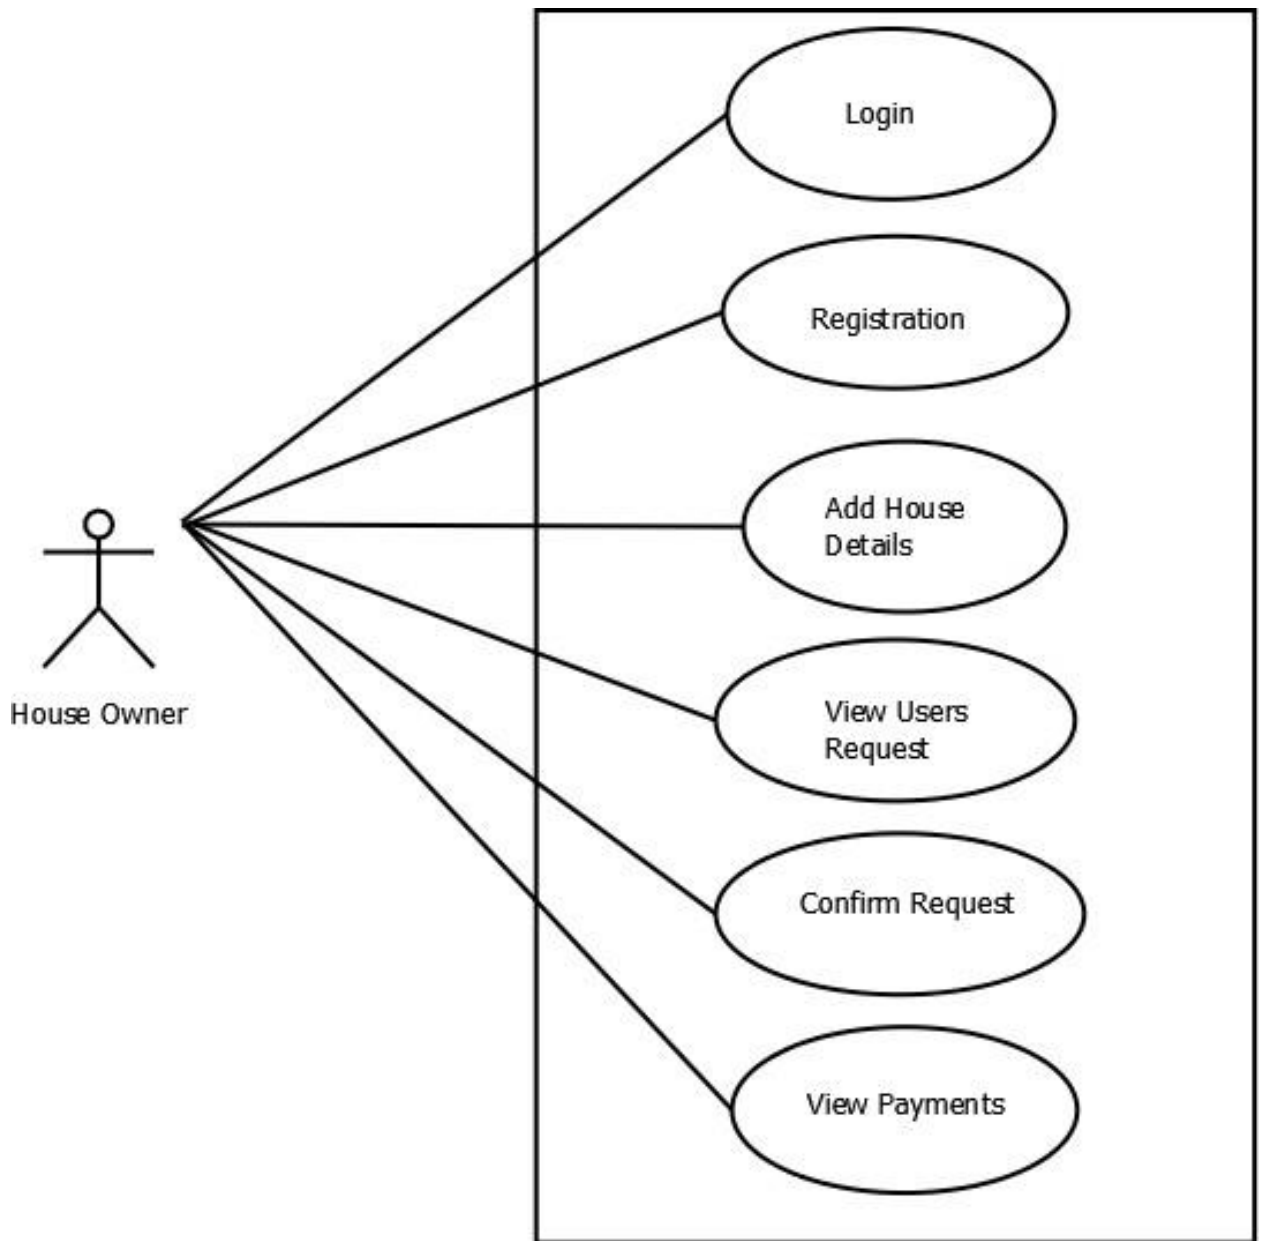 Login
Registration
Add House
Details
House Owner
View Users
Request
Confirm Request
View Payments